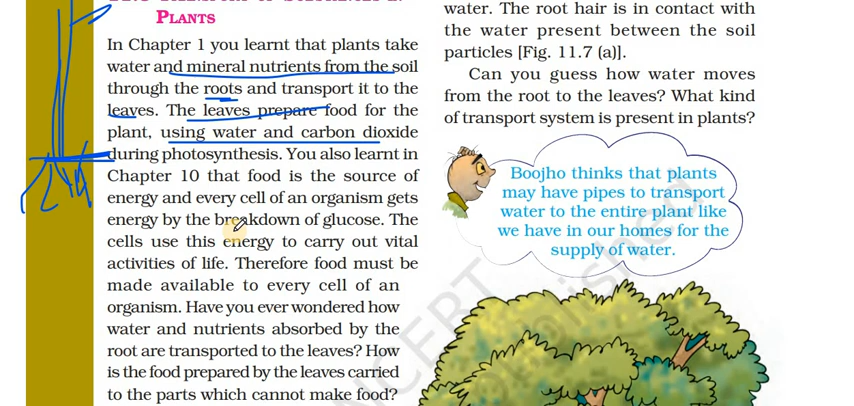 PLANTS
In Chapter 1 you learnt that plants take
water and mineral nutrients from the soil
through the roots and transport it to the
leaves. The leaves prepare food for the
plant, using water and carbon dioxide
during photosynthesis. You also learnt in
Chapter 10 that food is the source of
energy and every cell of an organism gets
energy by the breakdown of glucose. The
cells use this energy to carry out vital
activities of life. Therefore food must be
made available to every cell of an
organism. Have you ever wondered how
water and nutrients absorbed by the
root are transported to the leaves? How
is the food prepared by the leaves carried
to the parts which cannot make food?
water. The root hair is in contact with
the water present between the soil
particles [Fig. 11.7 (a)].
Can you guess how water moves
from the root to the leaves? What kind
of transport system is present in plants?
Boojho thinks that plants
may have pipes to transport
water to the entire plant like
we have in our homes for the
supply of water.
NCERT